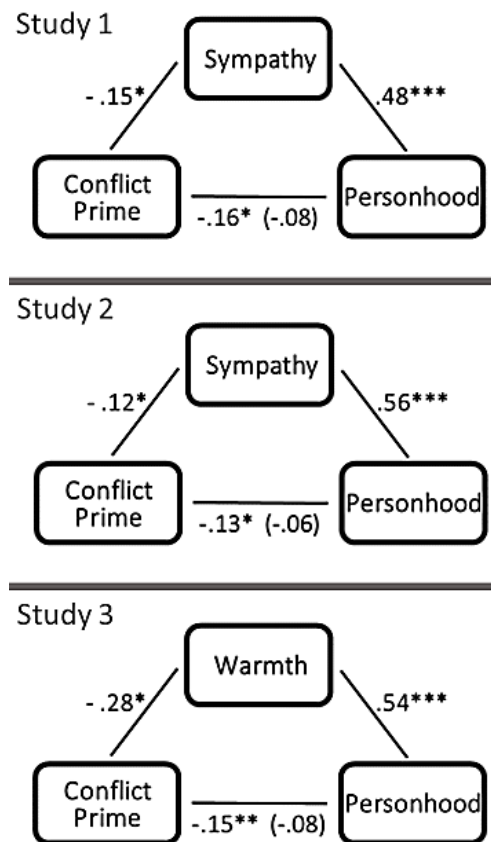 Study 1
Sympathy
- .15*
.48***
Conflict
Prime
Personhood
-.16* (-.08)
Study 2
Sympathy
- .12*
.56***
Conflict
Prime
Personhood
-.13* (-.06)
Study 3
Warmth
- .28*
.54***
Conflict
Prime
Personhood
-.15** (-.08)